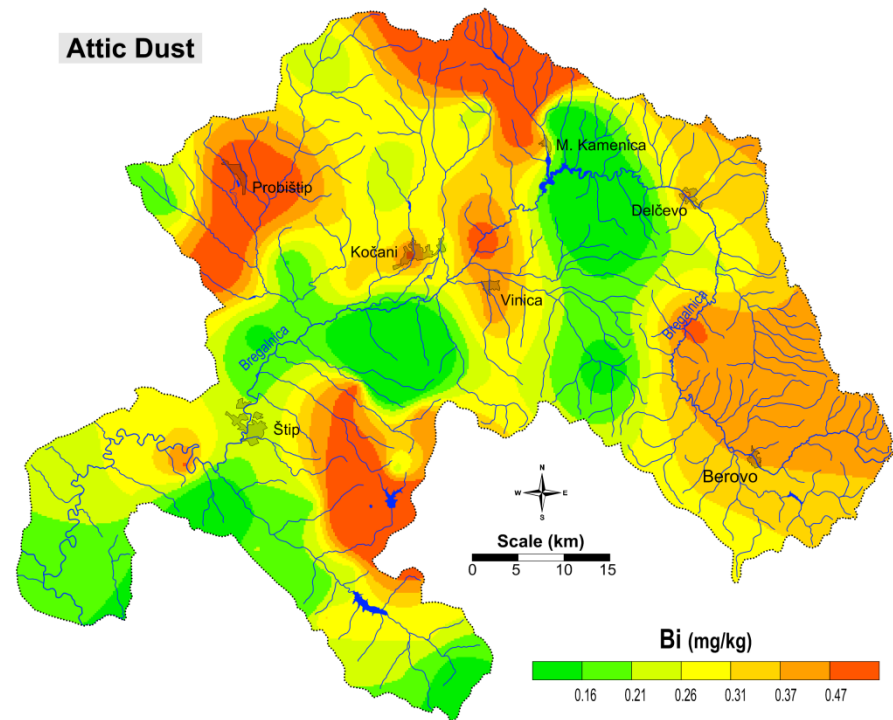 Attic Dust
M. Kamenica
Probištip
Delčevo
Kočani
Vinica
Bregalnica
Bregalnica
Štip
Berovo
N
W E
S
Scale (km)
0 5 10 15
Bi (mg/kg)
0.16 0.21 0.26 0.31 0.37 0.47